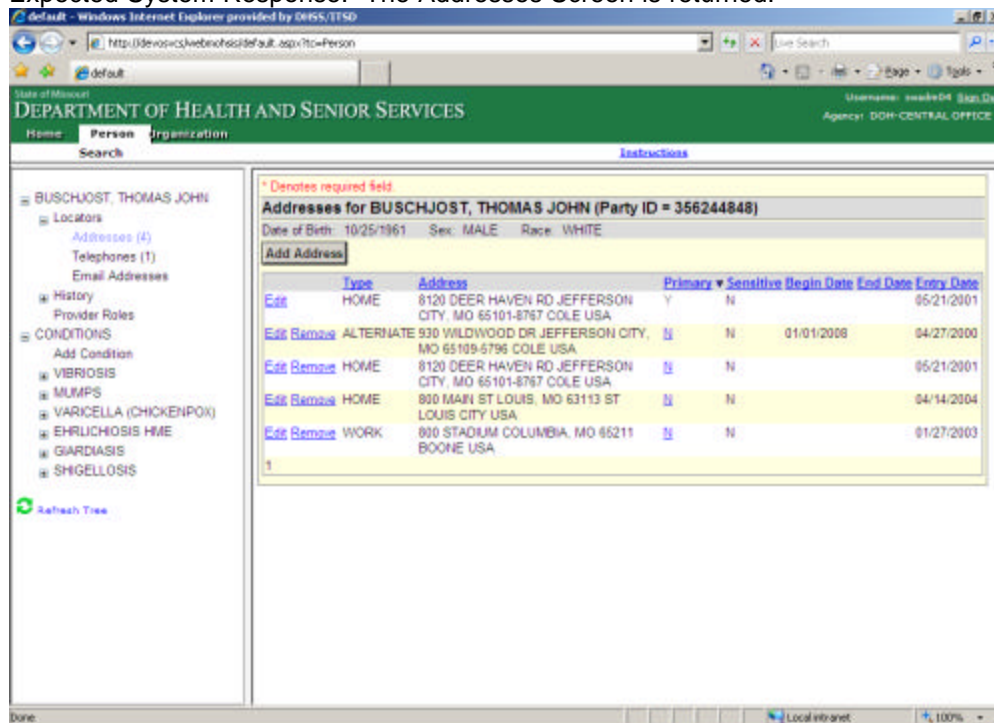 Expected System Response: The Addresses Screen is returned.
default - Windows Internet Explorer provided by DHSS/ITSD
http://devosvcs/webmohsis/default.aspx?tc=Person
Live Search
default
Page
Tools
State of Missouri
DEPARTMENT OF HEALTH AND SENIOR SERVICES
Username: Sign
Agency: DOH-CENTRAL OFFICE
Home Person Organization
Search
Instructions
BUSCHJOST, THOMAS JOHN
Locators
Addresses (4)
Telephones (1)
Email Addresses
History
Provider Roles
CONDITIONS
Add Condition
VIBRIOSIS
MUMPS
VARICELLA (CHICKENPOX)
EHRLICHIOSIS HME
GIARDIASIS
SHIGELLOSIS
Refresh Tree
* Denotes required field.
Addresses for BUSCHJOST, THOMAS JOHN (Party ID = 356244848)
Date of Birth: 10/25/1961 Sex: MALE Race: WHITE
Add Address
Type Address Primary ▼ Sensitive Begin Date End Date Entry Date
Edit HOME 8120 DEER HAVEN RD JEFFERSON Y N 05/21/2001
CITY, MO 65101-8767 COLE USA
Edit Remove ALTERNATE 930 WILDWOOD DR JEFFERSON CITY, N N 01/01/2008 04/27/2000
MO 65109-5796 COLE USA
Edit Remove HOME 8120 DEER HAVEN RD JEFFERSON N N 05/21/2001
CITY, MO 65101-8767 COLE USA
Edit Remove HOME 800 MAIN ST LOUIS, MO 63113 ST N N 04/14/2004
LOUIS CITY USA
Edit Remove WORK 800 STADIUM COLUMBIA, MO 65211 N N 01/27/2003
BOONE USA
1
Done
Local intranet
100%